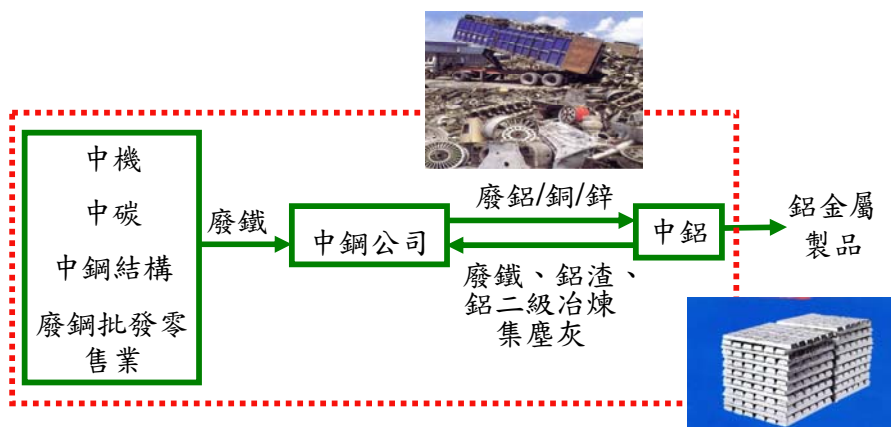 中機
中碳
中鋼結構
廢鋼批發零
售業
廢鐵
中鋼公司
廢鋁/銅/鋅
廢鐵、鋁渣、
鋁二級冶煉
集塵灰
中鋁
鋁金屬
製品